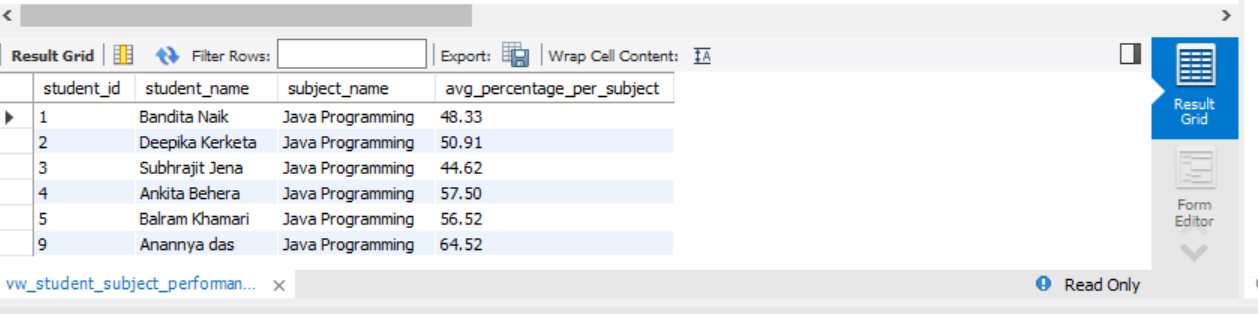 Result Grid Filter Rows: Export: Wrap Cell Content: IA
student_id student_name subject_name avg_percentage_per_subject
1 Bandita Naik Java Programming 48.33
2 Deepika Kerketa Java Programming 50.91
3 Subhrajit Jena Java Programming 44.62
4 Ankita Behera Java Programming 57.50
5 Balram Khamari Java Programming 56.52
9 Anannya das Java Programming 64.52
Result
Grid
Form
Editor
vw_student_subject_performan... ×
Read Only